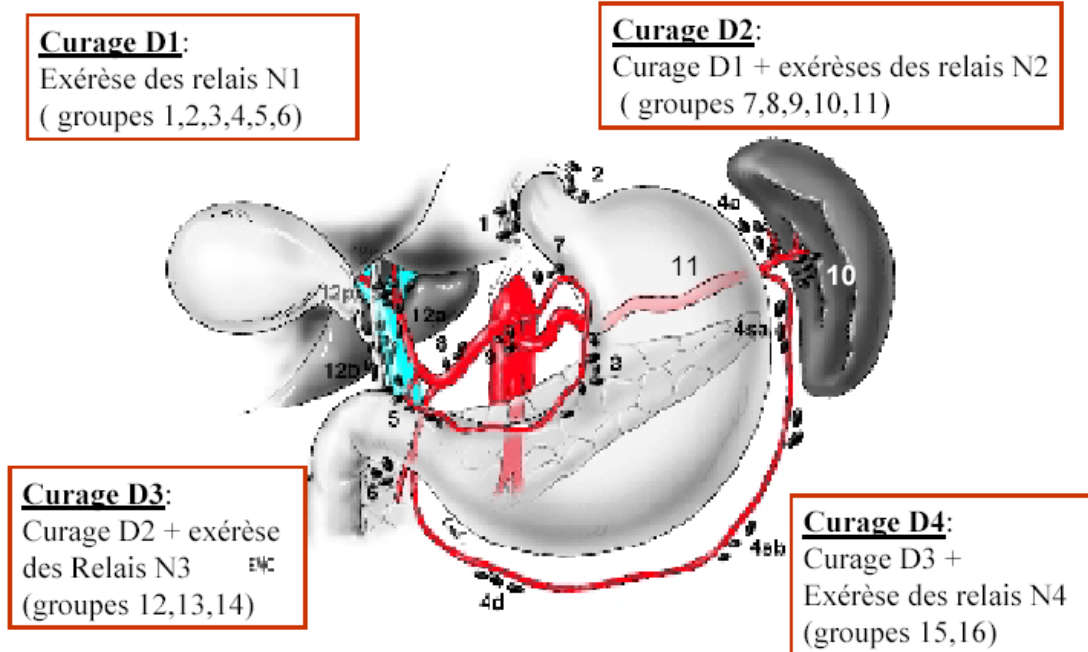 Curage D1:
Exérèse des relais N1
( groupes 1,2,3,4,5,6)
Curage D2:
Curage D1 + exérèses des relais N2
( groupes 7,8,9,10,11)
2
4a
1
7
11
10
12p
12a
4sa
8
9
3
12b
5
6
4sb
4d
Curage D3:
Curage D2 + exérèse
des Relais N3
EMC
(groupes 12,13,14)
Curage D4:
Curage D3 +
Exérèse des relais N4
(groupes 15,16)